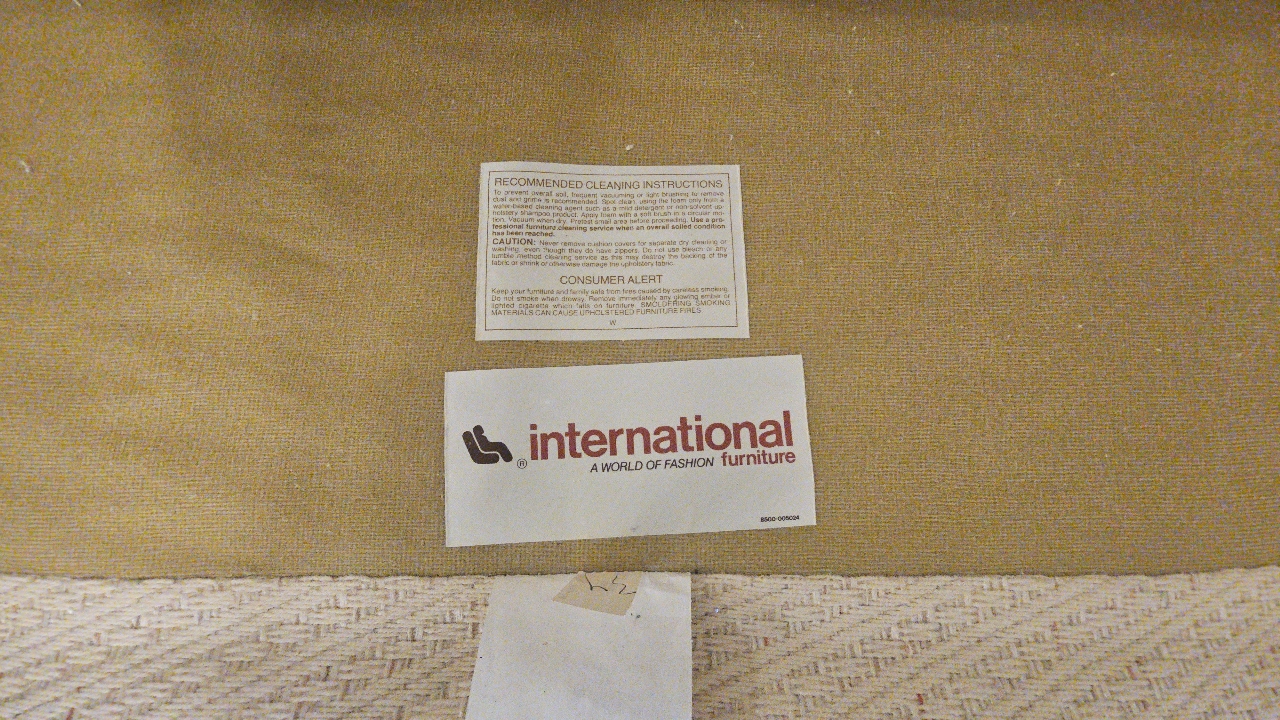 RECOMMENDED CLEANING INSTRUCTIONS
To prevent overall soil, frequent vacuuming or light brushing to remove
dust and grime is recommended. Spot clean, using the foam only from a
water-based cleaning agent such as a mild detergent or non-solvent up-
holstery shampoo product. Apply foam with a soft brush in a circular mo-
tion. Vacuum when dry. Pretest small area before proceeding. Use a pro-
fessional furniture cleaning service when an overall soiled condition
has been reached.
CAUTION: Never remove cushion covers for separate dry cleaning or
washing, even though they do have zippers. Do not use bleach or any
tumble method cleaning service as this may destroy the backing of the
fabric or shrink or otherwise damage the upholstery fabric.
CONSUMER ALERT
Keep your furniture and family safe from fires caused by careless smoking.
Do not smoke when drowsy. Remove immediately any glowing ember or
lighted cigarette which falls on furniture. SMOLDERING SMOKING
MATERIALS CAN CAUSE UPHOLSTERED FURNITURE FIRES.
W
international
® A WORLD OF FASHION furniture
8500-005024